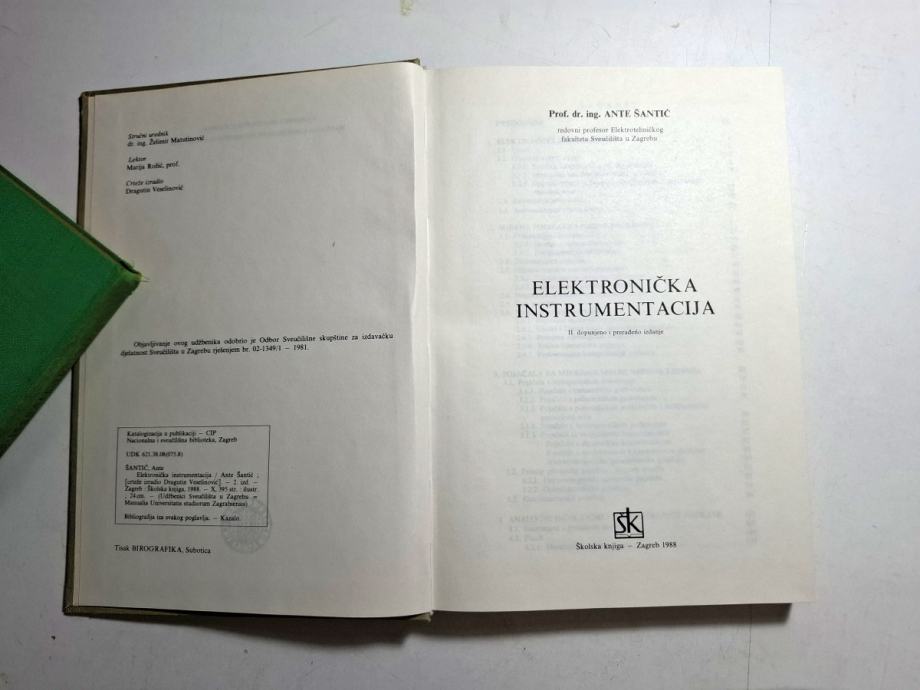 Stručni urednik
dr. ing. Želimir Matutinović
Lektor
Marija Rožić, prof.
Crteže izradio
Dragutin Veselinović
Objavljivanje ovog udžbenika odobrio je Odbor Sveučilišne skupštine za izdavačku
djelatnost Sveučilišta u Zagrebu rješenjem br. 02-1349/1 — 1981.
Katalogizacija u publikaciji — CIP
Nacionalna i sveučilišna biblioteka, Zagreb
UDK 621.38.08(075.8)
ŠANTIĆ, Ante
Elektronička instrumentacija / Ante Šantić ;
[crteže izradio Dragutin Veselinović]. — 2. izd. —
Zagreb : Školska knjiga, 1988. — X, 395 str. : ilustr.
; 24 cm. — (Udžbenici Sveučilišta u Zagrebu =
Manualia Universitatis studiorum Zagrabiensis)
Bibliografija iza svakog poglavlja. — Kazalo.
Tisak BIROGRAFIKA, Subotica
Prof. dr. ing. ANTE ŠANTIĆ
redovni profesor Elektrotehničkog
fakulteta Sveučilišta u Zagrebu
ELEKTRONIČKA
INSTRUMENTACIJA
II. dopunjeno i prerađeno izdanje
ŠK
Školska knjiga — Zagreb 1988